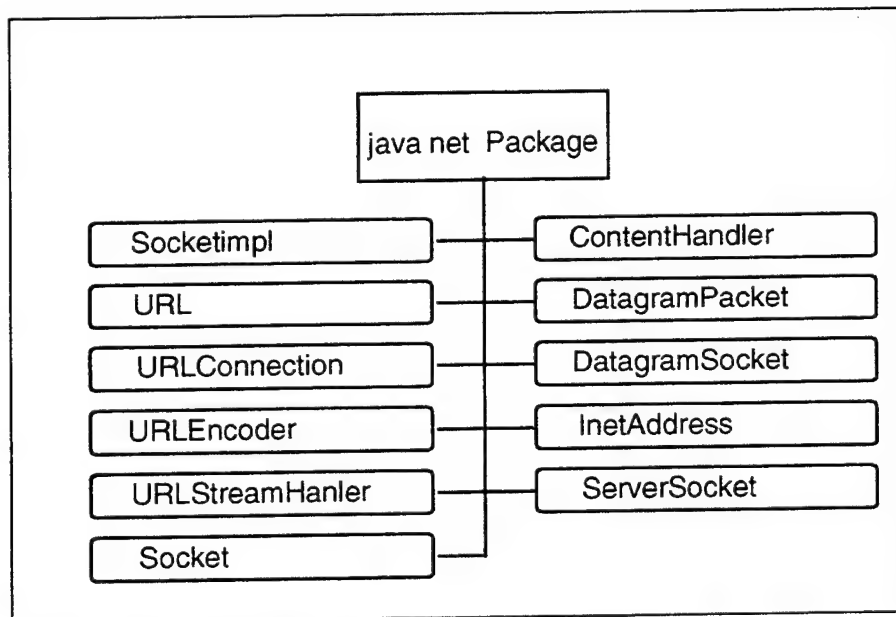 java net Package
Socketimpl
ContentHandler
URL
DatagramPacket
URLConnection
DatagramSocket
URLEncoder
InetAddress
URLStreamHanler
ServerSocket
Socket